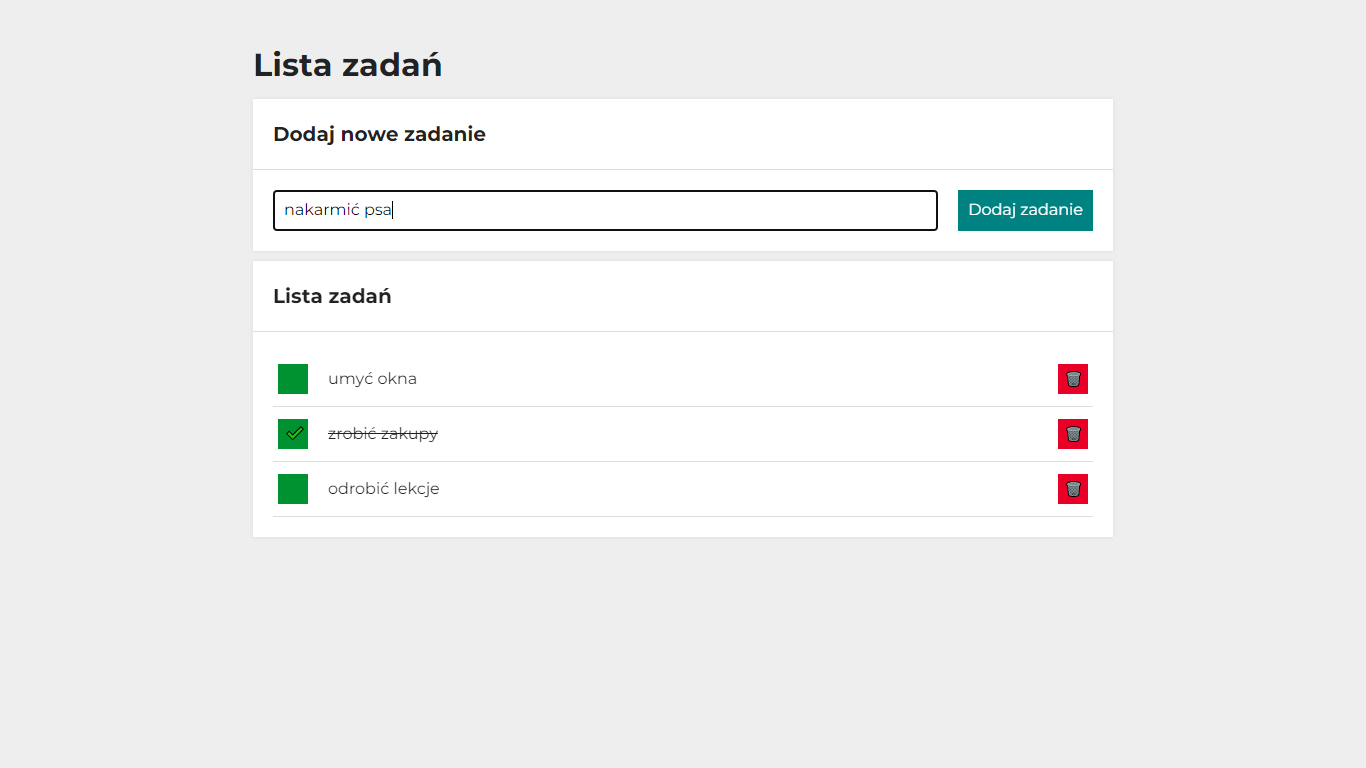 Lista zadań
Dodaj nowe zadanie
nakarmić psa
Dodaj zadanie
Lista zadań
umyć okna
zrobić zakupy
odrobić lekcje